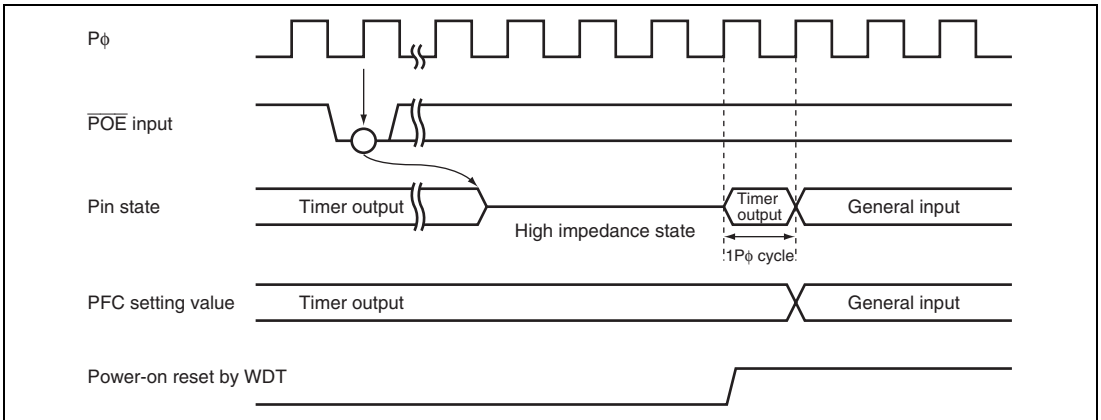 Pϕ
P̅O̅E̅ input
Pin state
Timer output
High impedance state
Timer
output
General input
1Pϕ cycle
PFC setting value
Timer output
General input
Power-on reset by WDT